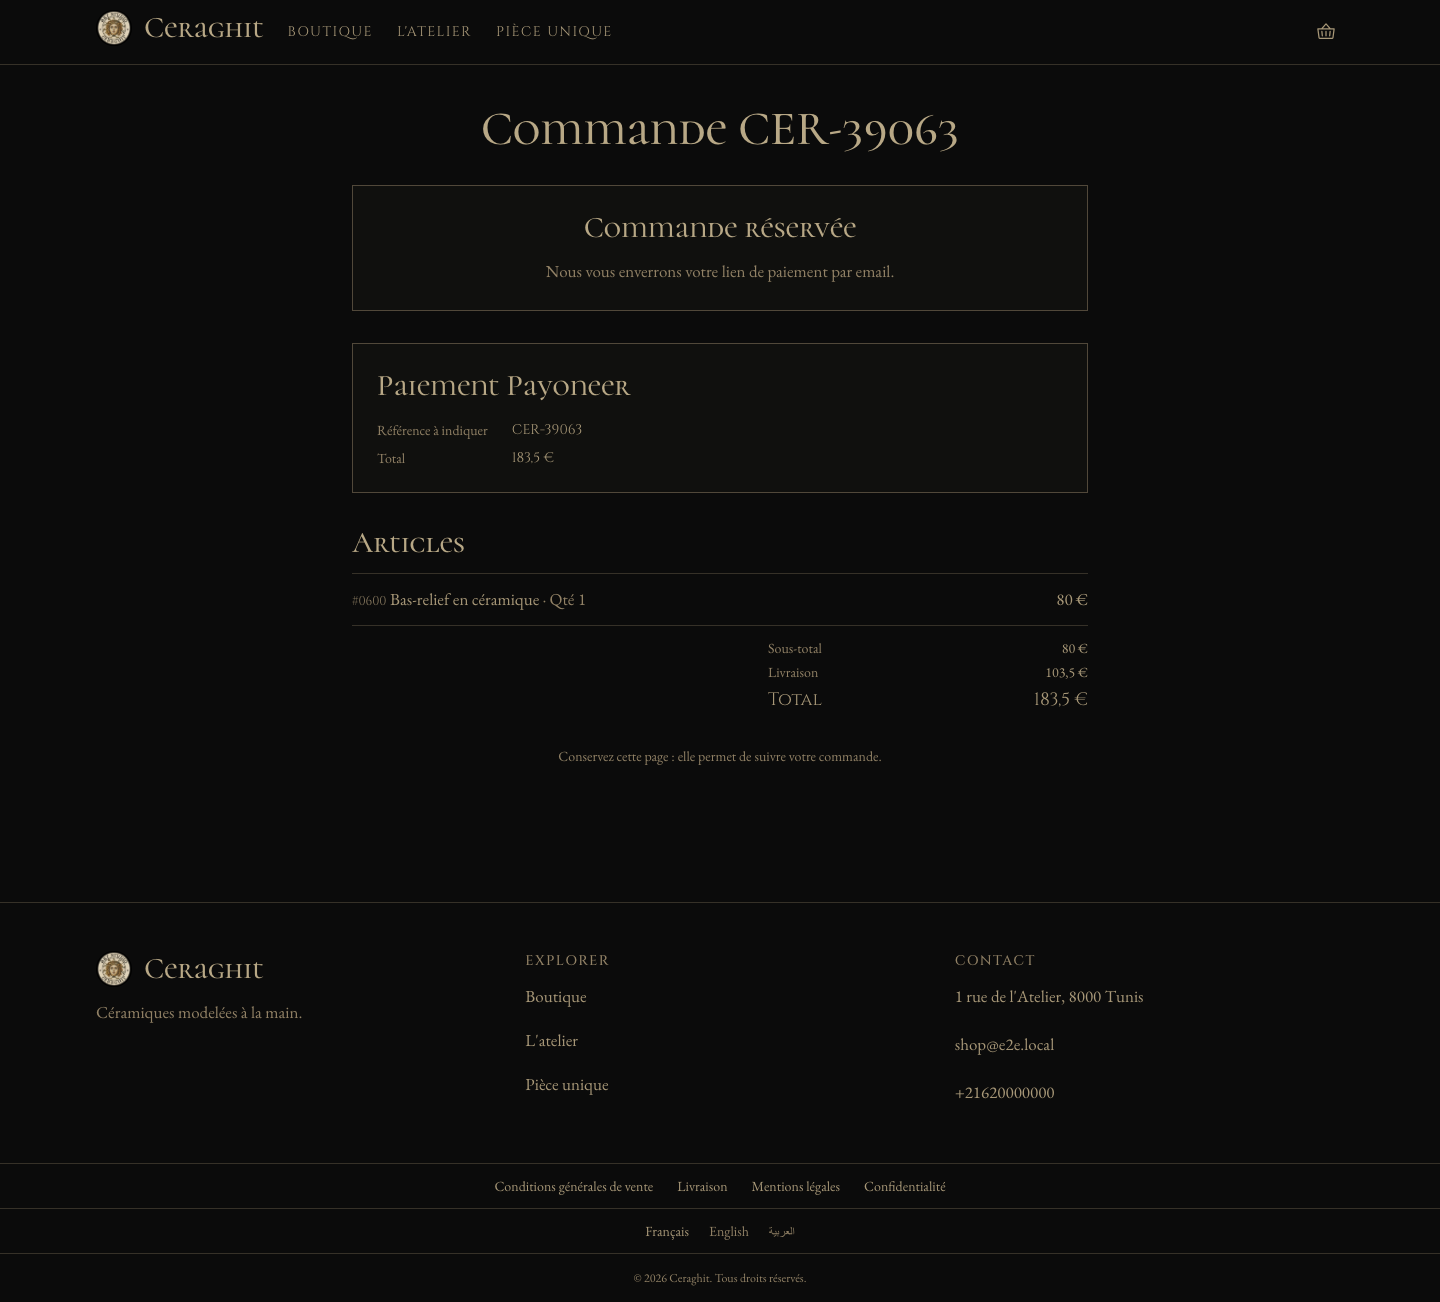 Ceraghit BOUTIQUE L'ATELIER PIÈCE UNIQUE
Commande CER-39063
Commande réservée
Nous vous enverrons votre lien de paiement par email.
Paiement Payoneer
Référence à indiquer CER-39063
Total 183,5 €
Articles
#0600 Bas-relief en céramique · Qté 1 80 €
Sous-total 80 €
Livraison 103,5 €
Total 183,5 €
Conservez cette page : elle permet de suivre votre commande.
Ceraghit
Céramiques modelées à la main.
EXPLORER
Boutique
L'atelier
Pièce unique
CONTACT
1 rue de l'Atelier, 8000 Tunis
shop@e2e.local
+21620000000
Conditions générales de vente Livraison Mentions légales Confidentialité
Français English العربية
© 2026 Ceraghit. Tous droits réservés.